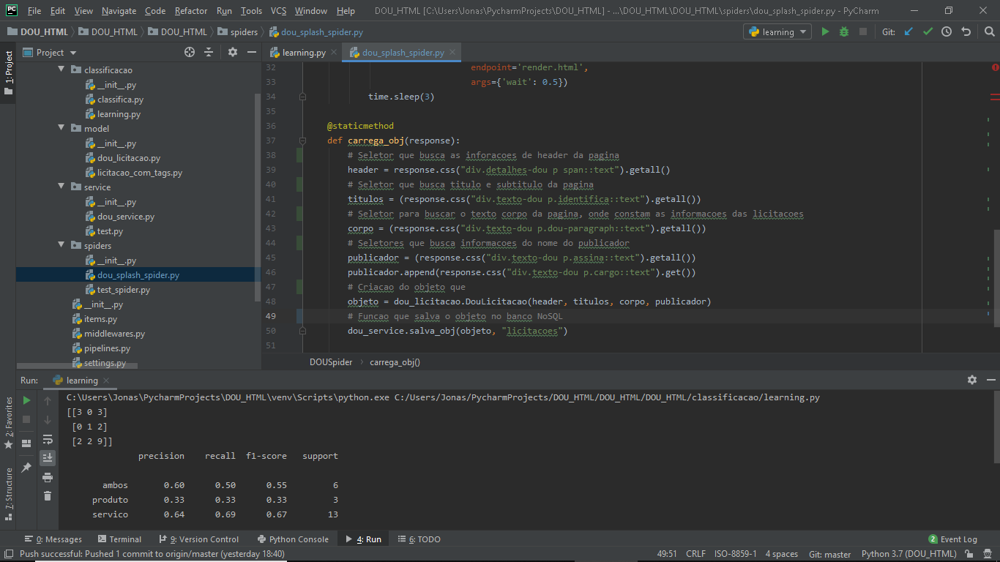 File Edit View Navigate Code Refactor Run Tools VCS Window Help DOU_HTML [C:\Users\Jonas\PycharmProjects\DOU_HTML] - ...\DOU_HTML\DOU_HTML\spiders\dou_splash_spider.py - PyCharm
DOU_HTML DOU_HTML DOU_HTML spiders dou_splash_spider.py learning Git:
1: Project
Project
classificacao
__init__.py
classifica.py
learning.py
model
__init__.py
dou_licitacao.py
licitacao_com_tags.py
service
__init__.py
dou_service.py
test.py
spiders
__init__.py
dou_splash_spider.py
test_spider.py
__init__.py
items.py
middlewares.py
pipelines.py
settings.py
learning.py dou_splash_spider.py
32 endpoint='render.html',
33 args={'wait': 0.5})
34 time.sleep(3)
35
36 @staticmethod
37 def carrega_obj(response):
38 # Seletor que busca as inforacoes de header da pagina
39 header = response.css("div.detalhes-dou p span::text").getall()
40 # Seletor que busca titulo e subtitulo da pagina
41 titulos = (response.css("div.texto-dou p.identifica::text").getall())
42 # Seletor para buscar o texto corpo da pagina, onde constam as informacoes das licitacoes
43 corpo = (response.css("div.texto-dou p.dou-paragraph::text").getall())
44 # Seletores que busca informacoes do nome do publicador
45 publicador = (response.css("div.texto-dou p.assina::text").getall())
46 publicador.append(response.css("div.texto-dou p.cargo::text").get())
47 # Criacao do objeto que
48 objeto = dou_licitacao.DouLicitacao(header, titulos, corpo, publicador)
49 # Funcao que salva o objeto no banco NoSQL
50 dou_service.salva_obj(objeto, "licitacoes")
51
DOUSpider carrega_obj()
Run: learning
2: Favorites
7: Structure
C:\Users\Jonas\PycharmProjects\DOU_HTML\venv\Scripts\python.exe C:/Users/Jonas/PycharmProjects/DOU_HTML/DOU_HTML/DOU_HTML/classificacao/learning.py
[[3 0 3]
[0 1 2]
[2 2 9]]
precision recall f1-score support
ambos 0.60 0.50 0.55 6
produto 0.33 0.33 0.33 3
servico 0.64 0.69 0.67 13
0: Messages Terminal 9: Version Control Python Console 4: Run 6: TODO 2 Event Log
Push successful: Pushed 1 commit to origin/master (yesterday 18:40) 49:51 CRLF ISO-8859-1 4 spaces Git: master Python 3.7 (DOU_HTML)